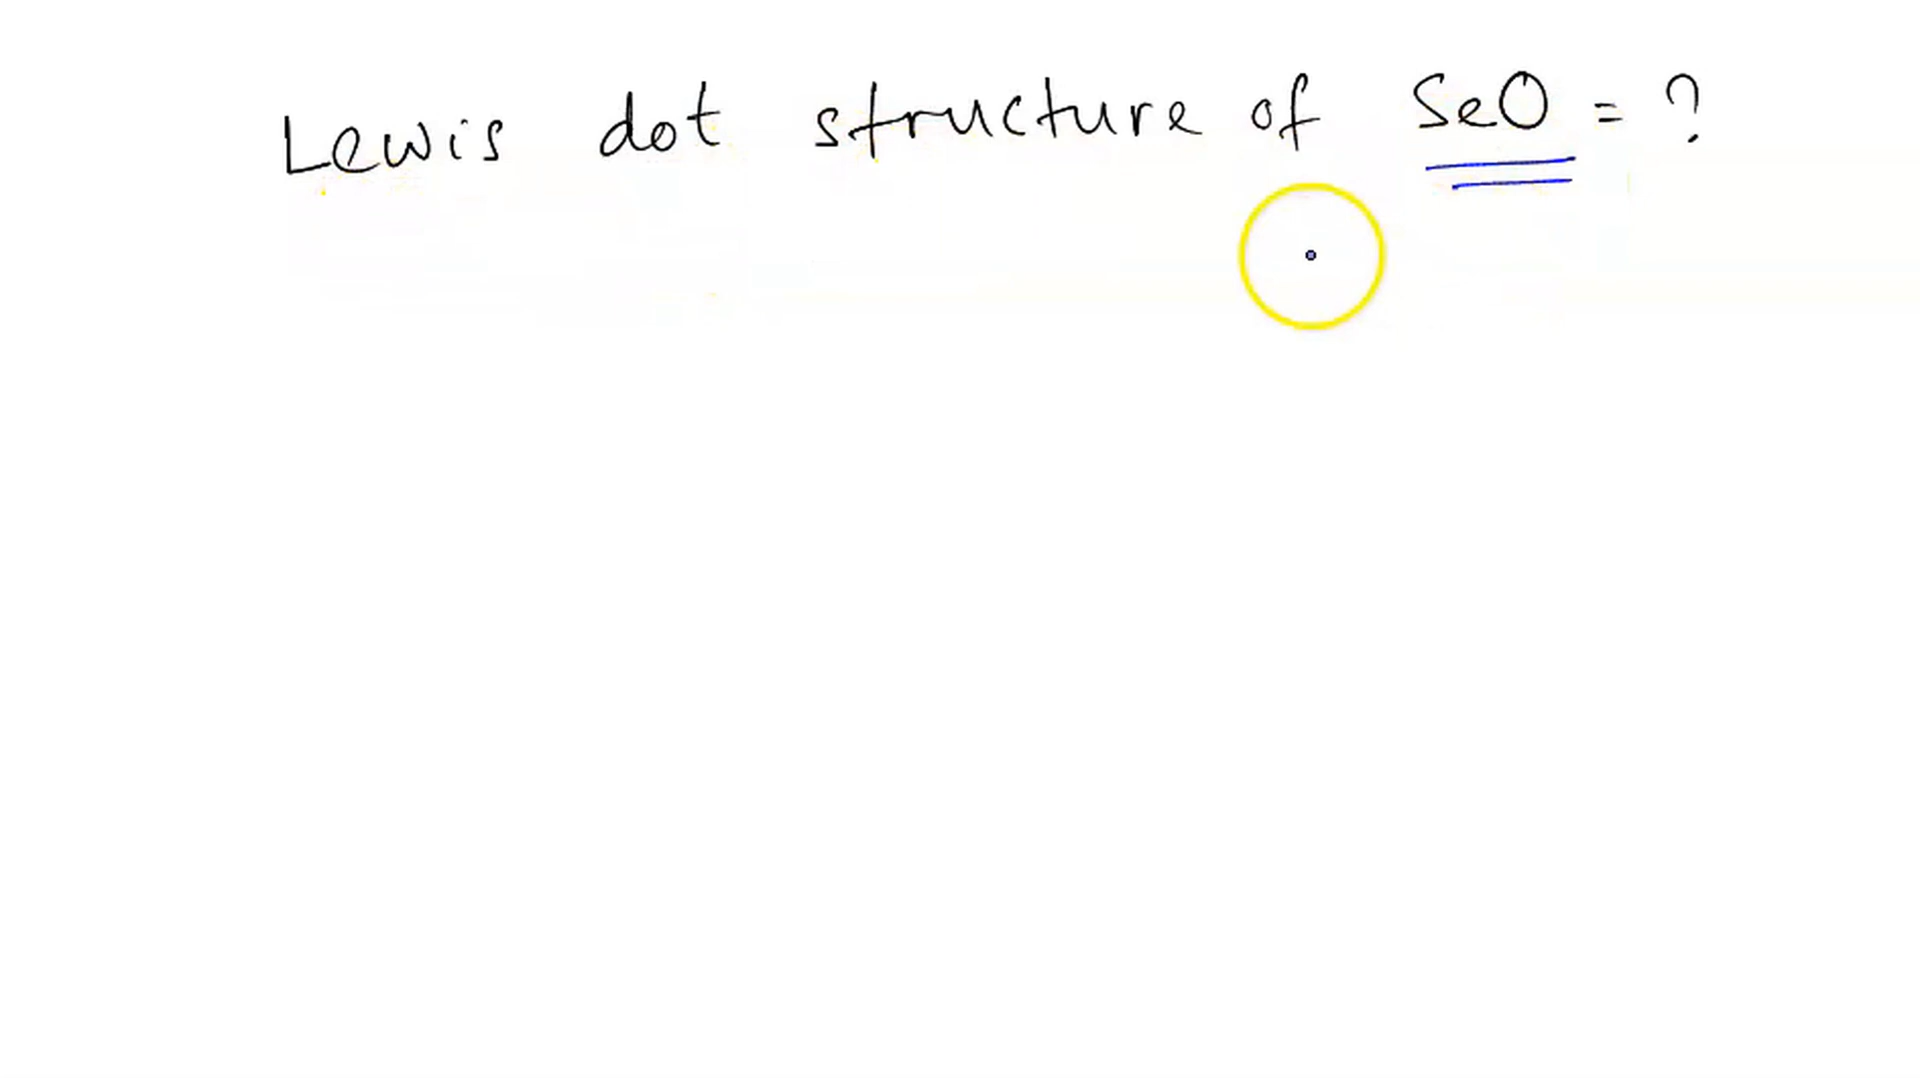 Lewis dot structure of SeO = ?